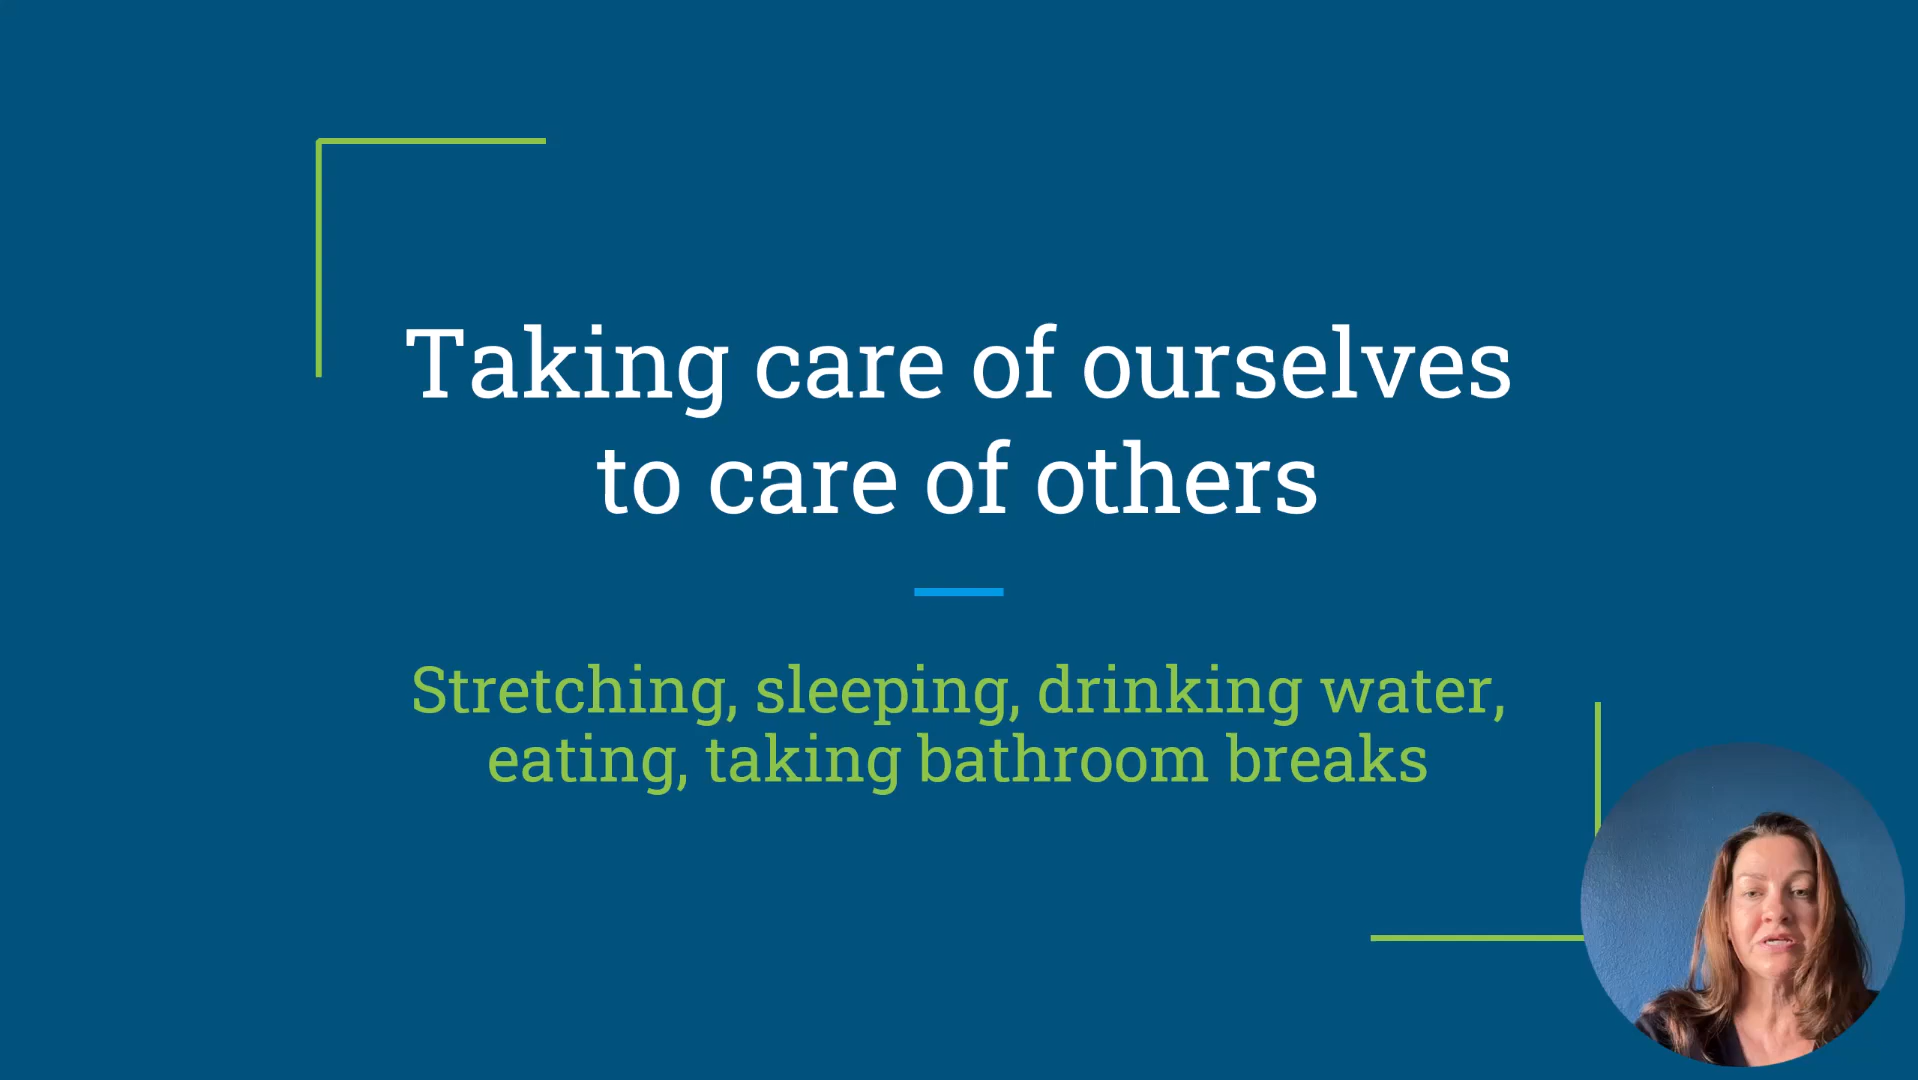 Taking care of ourselves
to care of others
Stretching, sleeping, drinking water,
eating, taking bathroom breaks